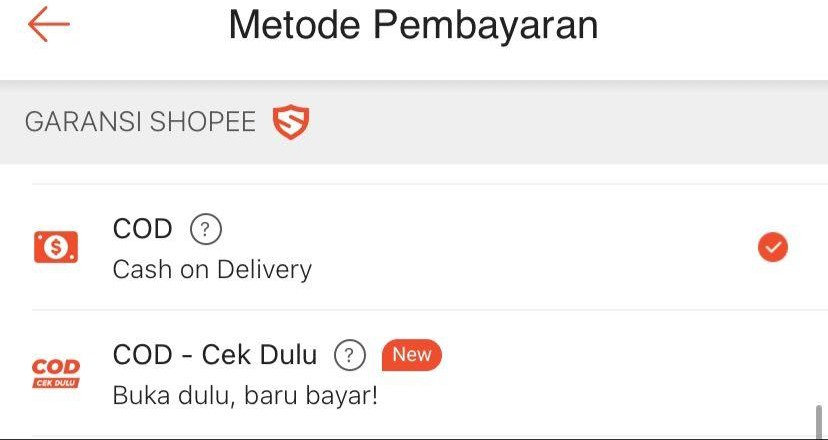 Metode Pembayaran
GARANSI SHOPEE
COD ?
Cash on Delivery
COD - Cek Dulu ? New
COD
CEK DULU
Buka dulu, baru bayar!